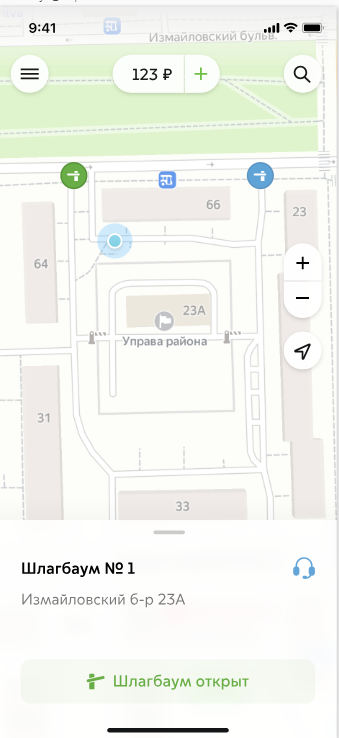 9:41
Измайловский бульв.
123 ₽
66
23
64
23А
Управа района
31
33
Шлагбаум № 1
Измайловский б-р 23А
Шлагбаум открыт